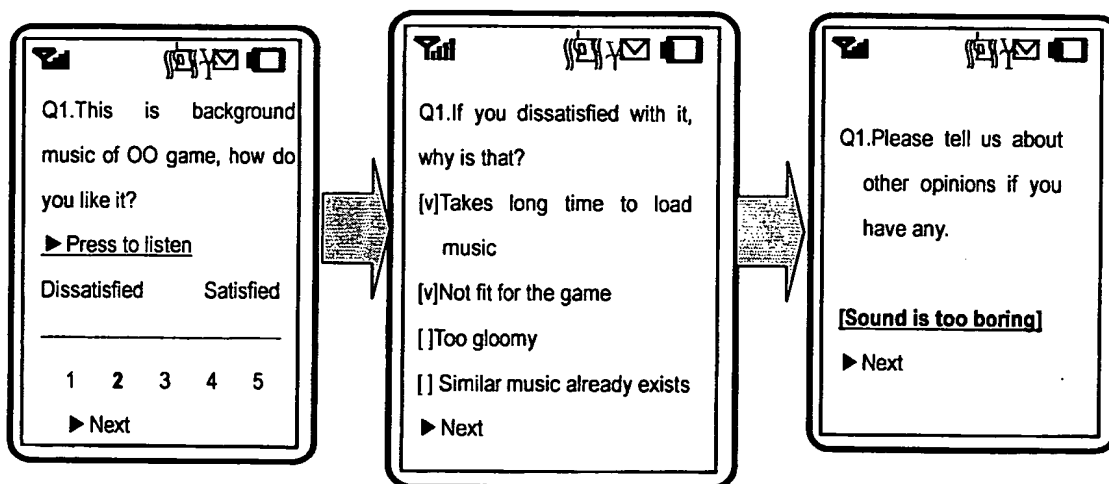 Q1.This is background
music of OO game, how do
you like it?
▶ Press to listen
Dissatisfied Satisfied
1 2 3 4 5
▶ Next
Q1.If you dissatisfied with it,
why is that?
[v]Takes long time to load
music
[v]Not fit for the game
[ ]Too gloomy
[ ] Similar music already exists
▶ Next
Q1.Please tell us about
other opinions if you
have any.
[Sound is too boring]
▶ Next